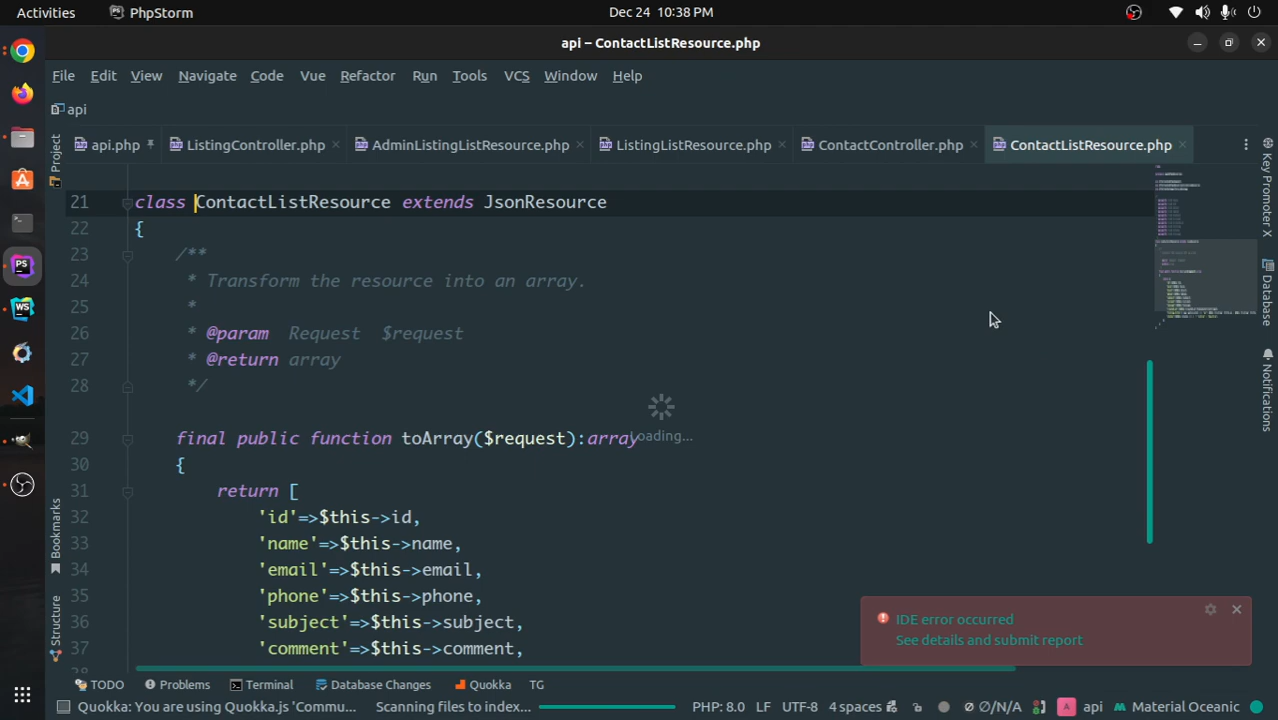 Activities
PhpStorm
Dec 24 10:38 PM
api – ContactListResource.php
File Edit View Navigate Code Vue Refactor Run Tools VCS Window Help
api
api.php ListingController.php AdminListingListResource.php ListingListResource.php ContactController.php ContactListResource.php
Project
Bookmarks
Structure
21 class ContactListResource extends JsonResource
22 {
23 /**
24 * Transform the resource into an array.
25 *
26 * @param Request $request
27 * @return array
28 */
29 final public function toArray($request):array
Loading...
30 {
31 return [
32 'id'=>$this->id,
33 'name'=>$this->name,
34 'email'=>$this->email,
35 'phone'=>$this->phone,
36 'subject'=>$this->subject,
37 'comment'=>$this->comment,
Key Promoter X
Database
Notifications
IDE error occurred
See details and submit report
TODO Problems Terminal Database Changes Quokka TG
Quokka: You are using Quokka.js 'Commu... Scanning files to index... PHP: 8.0 LF UTF-8 4 spaces ∅/N/A A api Material Oceanic